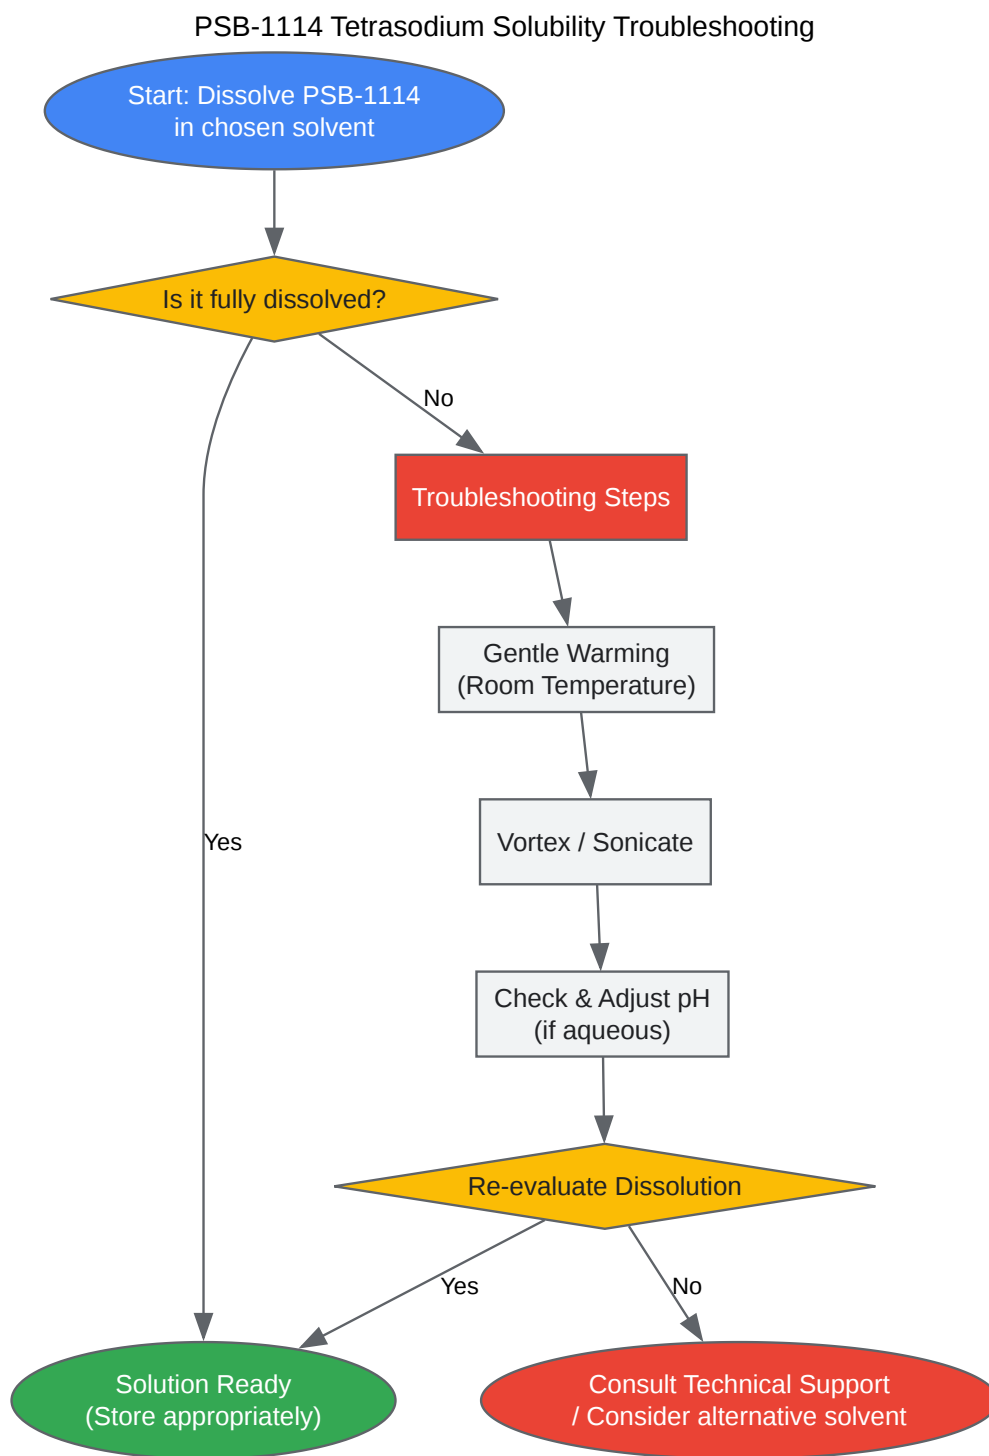 PSB-1114 Tetrasodium Solubility Troubleshooting
Start: Dissolve PSB-1114
in chosen solvent
Is it fully dissolved?
No
Troubleshooting Steps
Gentle Warming
(Room Temperature)
Vortex / Sonicate
Yes
Check & Adjust pH
(if aqueous)
Re-evaluate Dissolution
Yes
No
Solution Ready
(Store appropriately)
Consult Technical Support
/ Consider alternative solvent